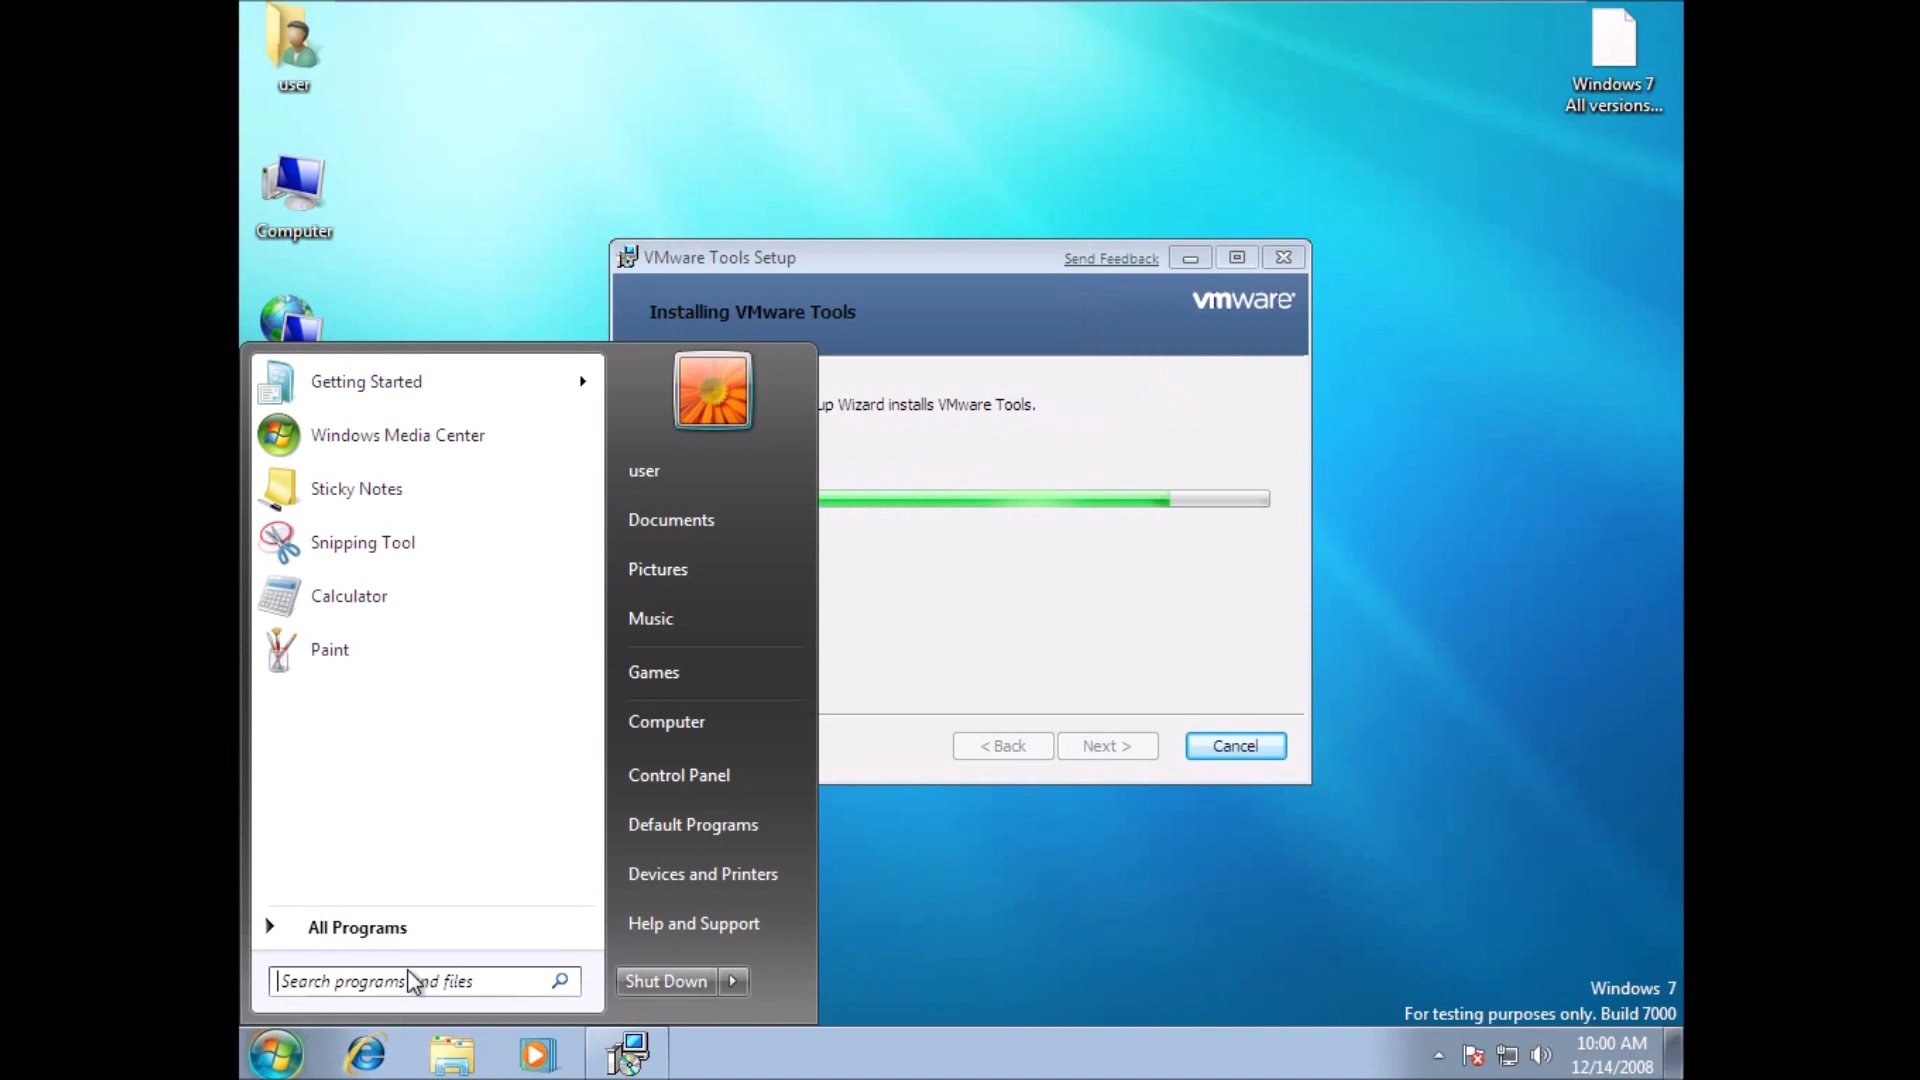 user
Windows 7
All versions...
Computer
VMware Tools Setup
Send Feedback
Installing VMware Tools
vmware
up Wizard installs VMware Tools.
< Back
Next >
Cancel
Getting Started
Windows Media Center
Sticky Notes
Snipping Tool
Calculator
Paint
All Programs
Search programs and files
user
Documents
Pictures
Music
Games
Computer
Control Panel
Default Programs
Devices and Printers
Help and Support
Shut Down
Windows 7
For testing purposes only. Build 7000
10:00 AM
12/14/2008